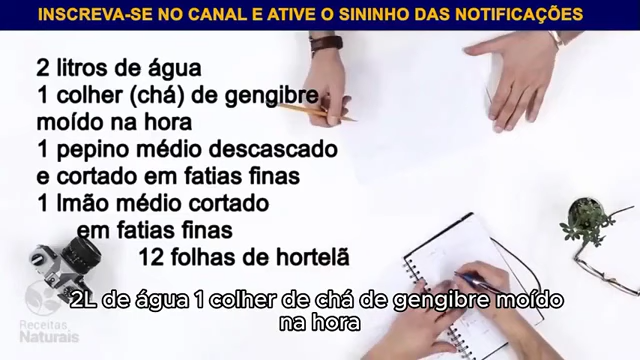 INSCREVA-SE NO CANAL E ATIVE O SININHO DAS NOTIFICAÇÕES
2 litros de água
1 colher (chá) de gengibre
moído na hora
1 pepino médio descascado
e cortado em fatias finas
1 lmão médio cortado
em fatias finas
12 folhas de hortelã
2L de água 1 colher de chá de gengibre moído
na hora
Receitas
Naturais